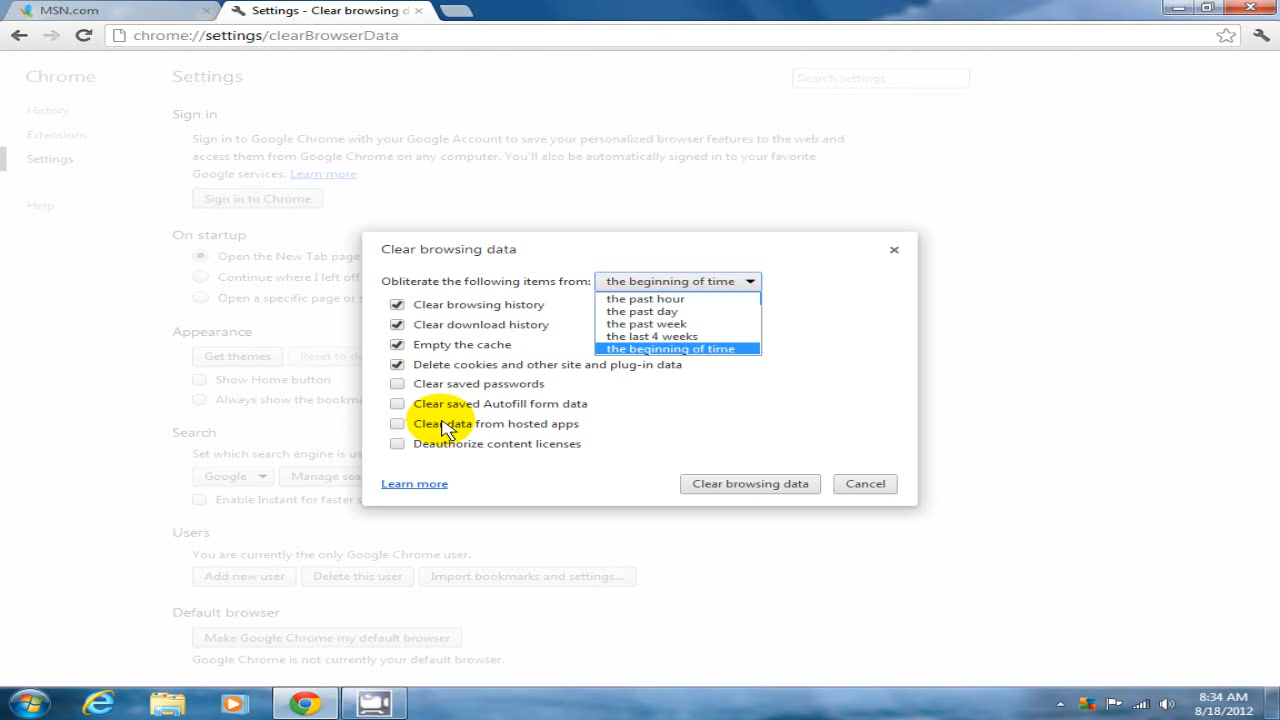 MSN.com
Settings - Clear browsing d
chrome://settings/clearBrowserData
Chrome
Settings
Search settings
History
Extensions
Settings
Help
Sign in
Sign in to Google Chrome with your Google Account to save your personalized browser features to the web and
access them from Google Chrome on any computer. You'll also be automatically signed in to your favorite
Google services. Learn more
Sign in to Chrome
On startup
Open the New Tab page
Continue where I left off
Open a specific page or s
Appearance
Get themes
Reset to de
Show Home button
Always show the bookma
Search
Set which search engine is us
Google
Manage sea
Enable Instant for faster s
Users
You are currently the only Google Chrome user.
Add new user
Delete this user
Import bookmarks and settings...
Default browser
Make Google Chrome my default browser
Google Chrome is not currently your default browser.
Clear browsing data
Obliterate the following items from:
the beginning of time
the past hour
the past day
the past week
the last 4 weeks
the beginning of time
Clear browsing history
Clear download history
Empty the cache
Delete cookies and other site and plug-in data
Clear saved passwords
Clear saved Autofill form data
Clear data from hosted apps
Deauthorize content licenses
Learn more
Clear browsing data
Cancel
8:34 AM
8/18/2012